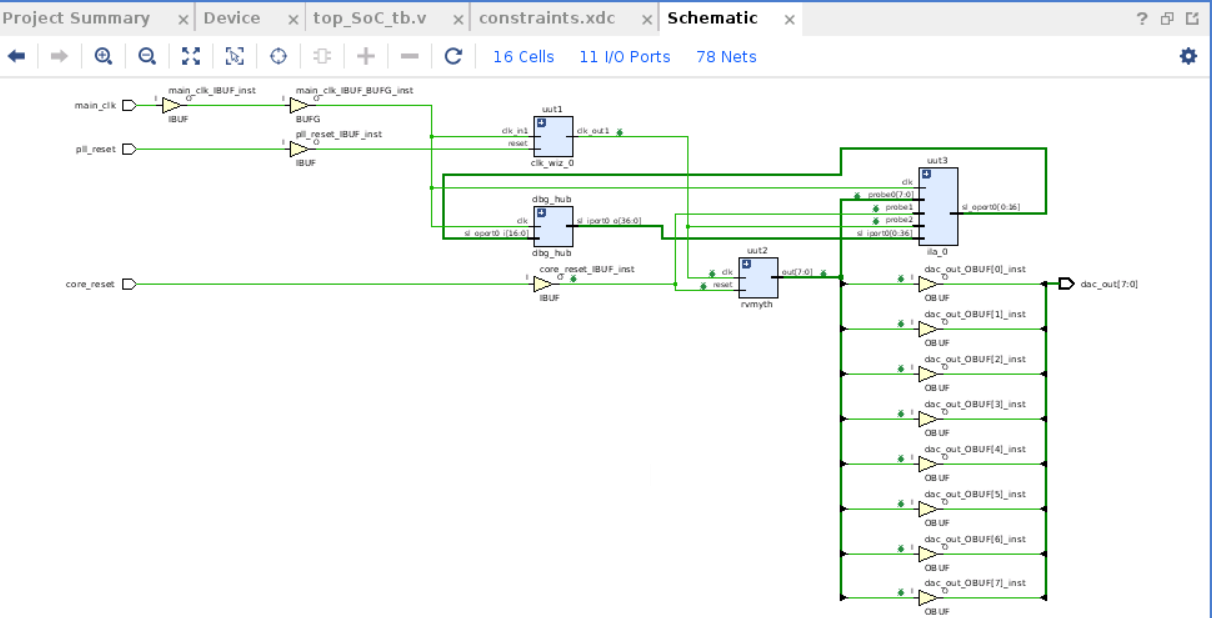 Project Summary × Device × top_SoC_tb.v × constraints.xdc × Schematic × ?
16 Cells 11 I/O Ports 78 Nets
main_clk_IBUF_inst main_clk_IBUF_BUFG_inst
main_clk I O I O
IBUF BUFG
uut1
clk_in1 clk_out1
reset
clk_wiz_0
pll_reset_IBUF_inst
pll_reset I O
IBUF
uut3
clk
probe0[7:0]
probe1 sl_oport0[0:16]
probe2
sl_iport0[0:36]
ila_0
dbg_hub
clk sl_iport0_o[36:0]
sl_oport0_i[16:0]
dbg_hub
uut2
clk out[7:0]
reset
rvmyth
core_reset_IBUF_inst
core_reset I O
IBUF
dac_out_OBUF[0]_inst
I O dac_out[7:0]
OBUF
dac_out_OBUF[1]_inst
I O
OBUF
dac_out_OBUF[2]_inst
I O
OBUF
dac_out_OBUF[3]_inst
I O
OBUF
dac_out_OBUF[4]_inst
I O
OBUF
dac_out_OBUF[5]_inst
I O
OBUF
dac_out_OBUF[6]_inst
I O
OBUF
dac_out_OBUF[7]_inst
I O
OBUF